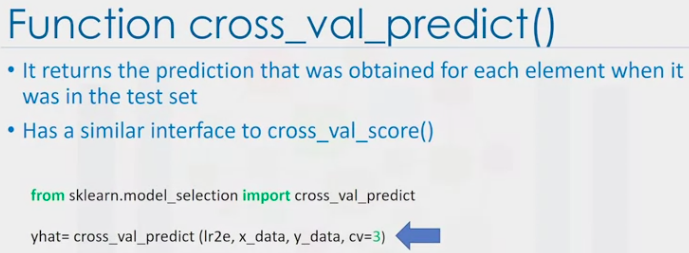 Function cross_val_predict()
• It returns the prediction that was obtained for each element when it
was in the test set
• Has a similar interface to cross_val_score()
from sklearn.model_selection import cross_val_predict
yhat= cross_val_predict (lr2e, x_data, y_data, cv=3)